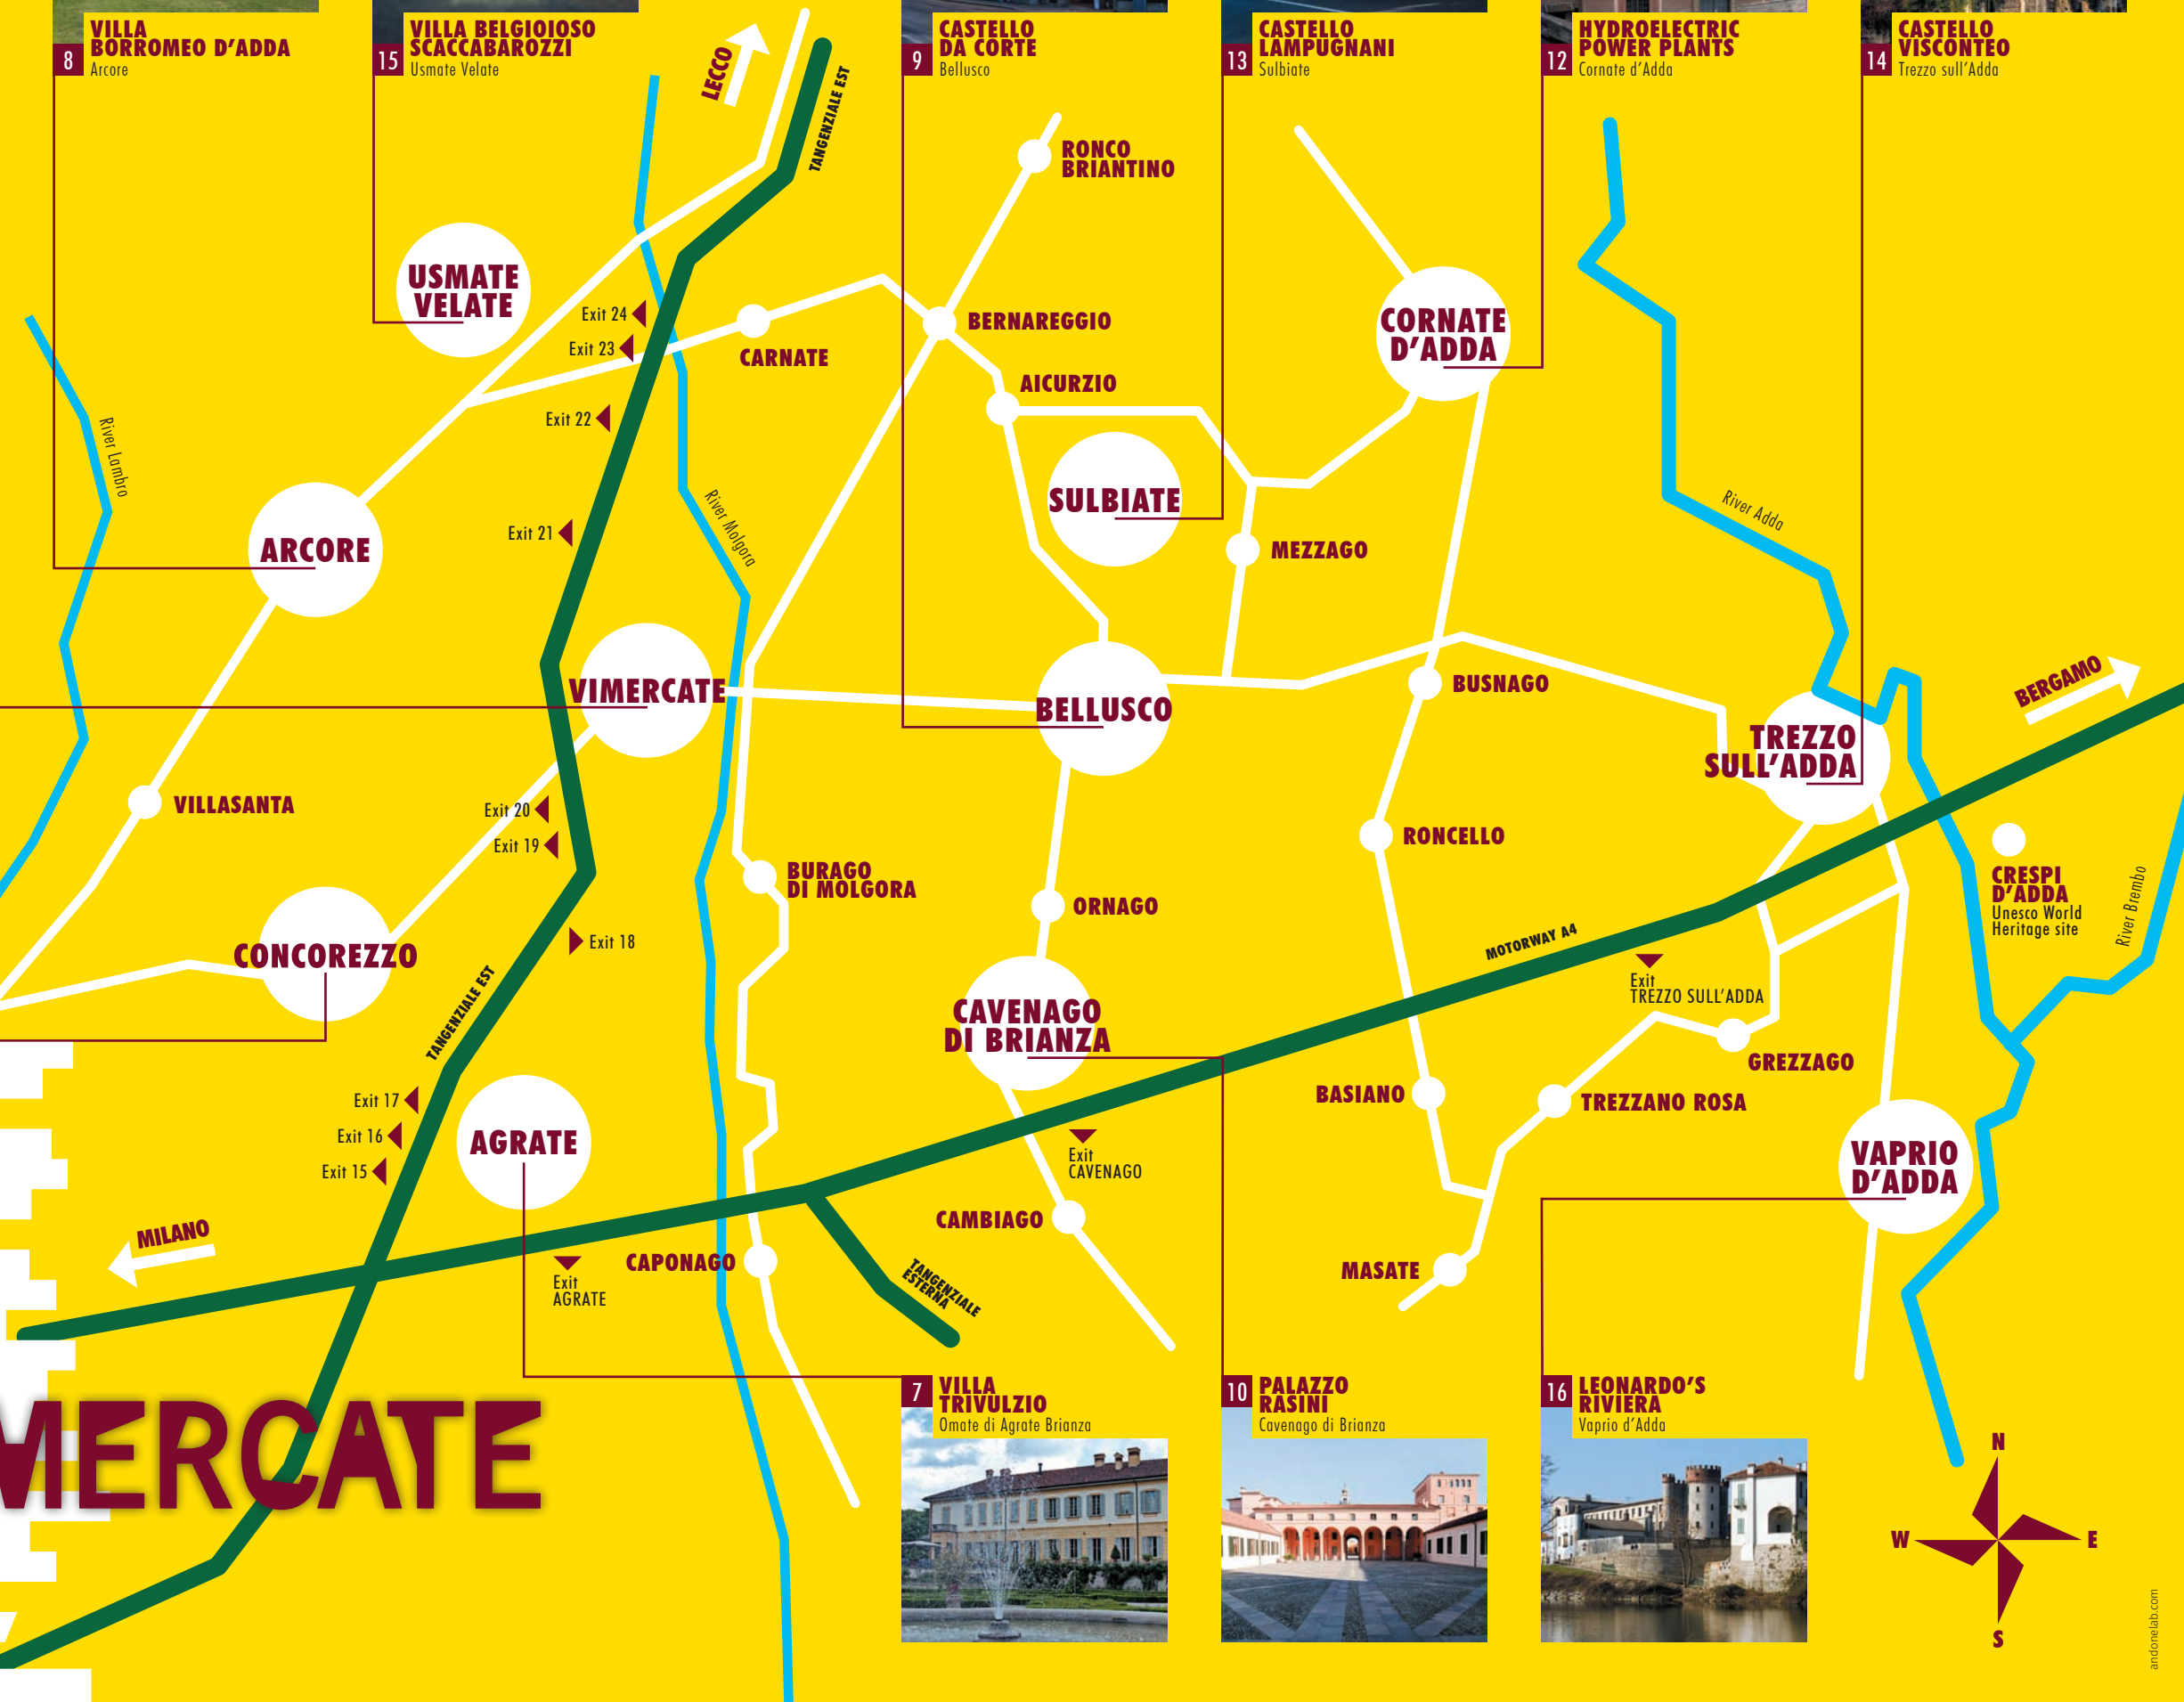 8
VILLA
BORROMEO D'ADDA
Arcore
15
VILLA BELGIOIOSO
SCACCABAROZZI
Usmate Velate
9
CASTELLO
DA CORTE
Bellusco
13
CASTELLO
LAMPUGNANI
Sulbiate
12
HYDROELECTRIC
POWER PLANTS
Cornate d'Adda
14
CASTELLO
VISCONTEO
Trezzo sull'Adda
LECCO
TANGENZIALE EST
RONCO
BRIANTINO
USMATE
VELATE
Exit 24
Exit 23
CARNATE
BERNAREGGIO
CORNATE
D'ADDA
AICURZIO
Exit 22
River Lambro
River Molgora
SULBIATE
River Adda
Exit 21
ARCORE
MEZZAGO
VIMERCATE
BELLUSCO
BUSNAGO
BERGAMO
TREZZO
SULL'ADDA
VILLASANTA
Exit 20
Exit 19
RONCELLO
BURAGO
DI MOLGORA
ORNAGO
CRESPI
D'ADDA
Unesco World
Heritage site
River Brembo
CONCOREZZO
Exit 18
MOTORWAY A4
TANGENZIALE EST
Exit
TREZZO SULL'ADDA
CAVENAGO
DI BRIANZA
GREZZAGO
Exit 17
Exit 16
Exit 15
AGRATE
BASIANO
TREZZANO ROSA
Exit
CAVENAGO
VAPRIO
D'ADDA
MILANO
CAMBIAGO
CAPONAGO
Exit
AGRATE
TANGENZIALE
ESTERNA
MASATE
MERCATE
7
VILLA
TRIVULZIO
Omate di Agrate Brianza
10
PALAZZO
RASINI
Cavenago di Brianza
16
LEONARDO'S
RIVIERA
Vaprio d'Adda
N
W
E
S
andonelab.com